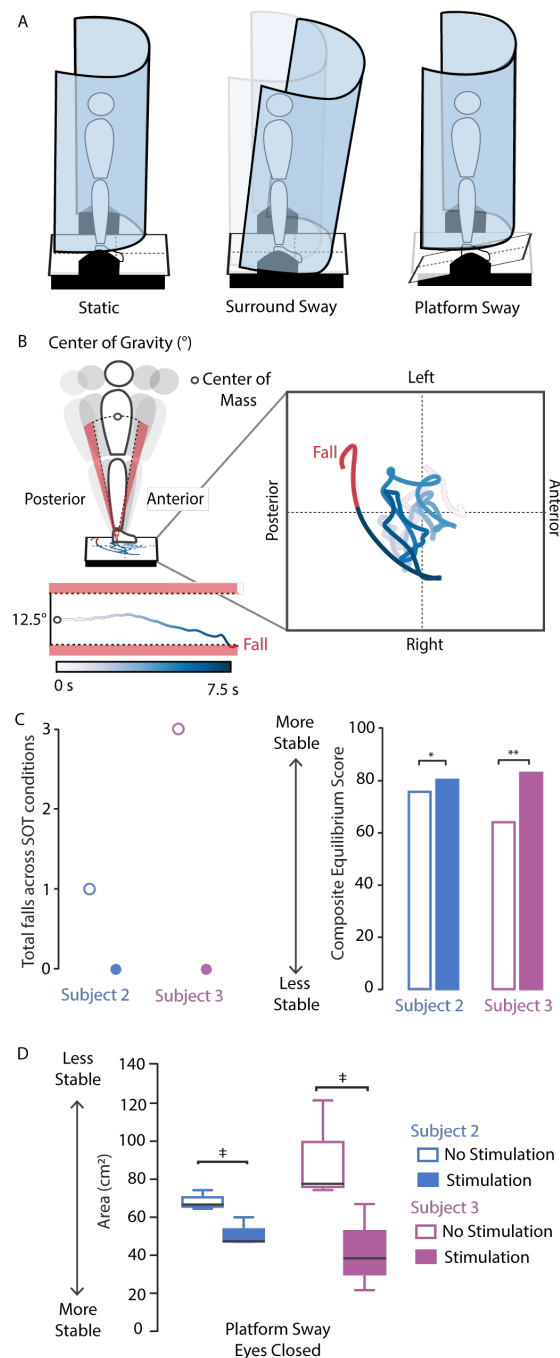 A
Static
Surround Sway
Platform Sway
B
Center of Gravity (°)
Center of
Mass
Posterior
Anterior
12.5°
Fall
0 s
7.5 s
Left
Fall
Posterior
Anterior
Right
C
Total falls across SOT conditions
3
2
1
0
Subject 2
Subject 3
More
Stable
Less
Stable
Composite Equilibrium Score
100
80
60
40
20
0
*
**
Subject 2
Subject 3
D
Less
Stable
More
Stable
Area (cm²)
140
120
100
80
60
40
20
0
‡
‡
Platform Sway
Eyes Closed
Subject 2
No Stimulation
Stimulation
Subject 3
No Stimulation
Stimulation